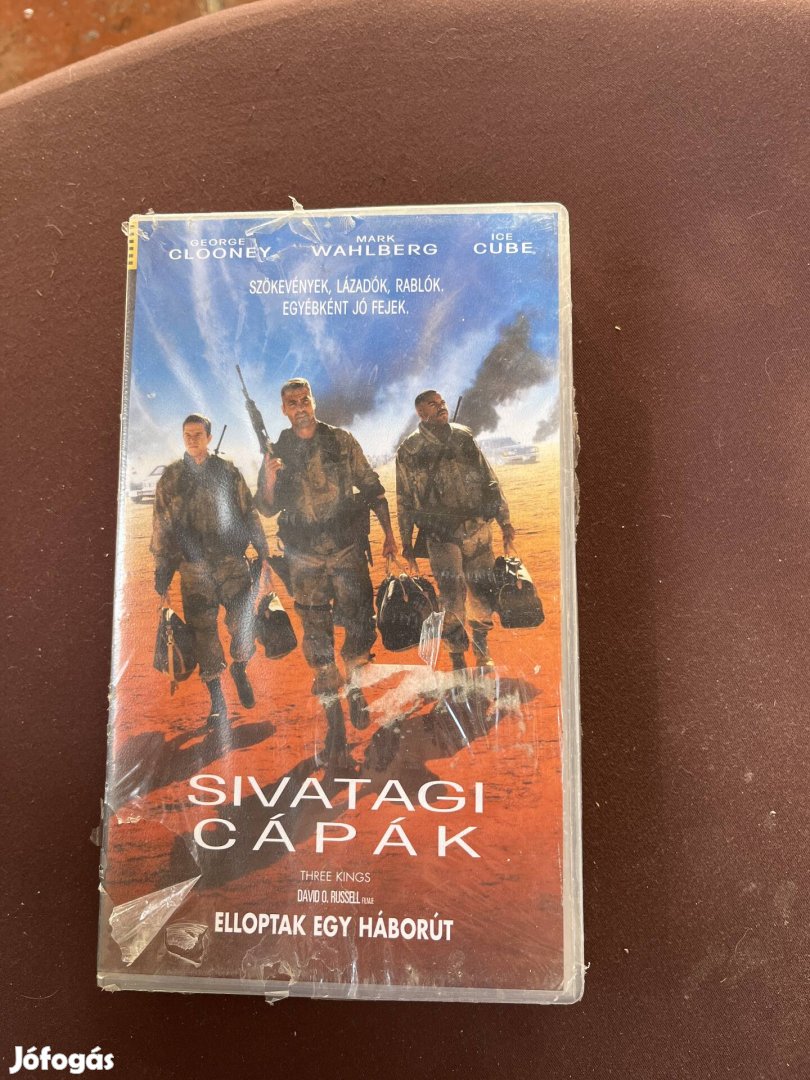 GEORGE
CLOONEY
MARK
WAHLBERG
ICE
CUBE
SZÖKEVÉNYEK, LÁZADÓK, RABLÓK.
EGYÉBKÉNT JÓ FEJEK.
SIVATAGI
CÁPÁK
THREE KINGS
DAVID O. RUSSELL FILMJE
ELLOPTAK EGY HÁBORÚT
Jófogás